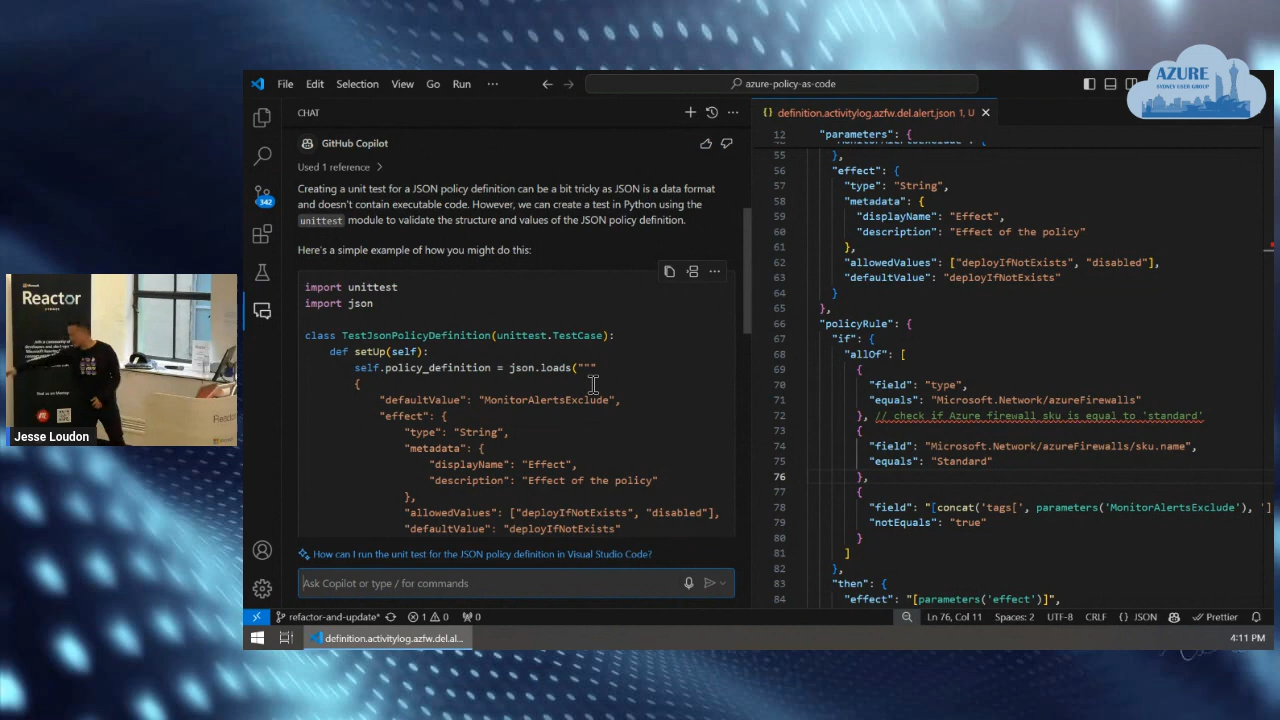 File Edit Selection View Go Run ...
azure-policy-as-code
AZURE
SYDNEY USER GROUP
CHAT
GitHub Copilot
Used 1 reference
Creating a unit test for a JSON policy definition can be a bit tricky as JSON is a data format
and doesn't contain executable code. However, we can create a test in Python using the
unittest module to validate the structure and values of the JSON policy definition.
Here's a simple example of how you might do this:
import unittest
import json
class TestJsonPolicyDefinition(unittest.TestCase):
def setUp(self):
self.policy_definition = json.loads("""
{
"defaultValue": "MonitorAlertsExclude",
"effect": {
"type": "String",
"metadata": {
"displayName": "Effect",
"description": "Effect of the policy"
},
"allowedValues": ["deployIfNotExists", "disabled"],
"defaultValue": "deployIfNotExists"
How can I run the unit test for the JSON policy definition in Visual Studio Code?
Ask Copilot or type / for commands
342
{} definition.activitylog.azfw.del.alert.json 1, U
12 "parameters": {
55 },
56 "effect": {
57 "type": "String",
58 "metadata": {
59 "displayName": "Effect",
60 "description": "Effect of the policy"
61 },
62 "allowedValues": ["deployIfNotExists", "disabled"],
63 "defaultValue": "deployIfNotExists"
64 }
65 },
66 "policyRule": {
67 "if": {
68 "allOf": [
69 {
70 "field": "type",
71 "equals": "Microsoft.Network/azureFirewalls"
72 }, // check if Azure firewall sku is equal to 'standard'
73 {
74 "field": "Microsoft.Network/azureFirewalls/sku.name",
75 "equals": "Standard"
76 },
77 {
78 "field": "[concat('tags[', parameters('MonitorAlertsExclude'), ']
79 "notEquals": "true"
80 }
81 ]
82 },
83 "then": {
84 "effect": "[parameters('effect')]",
Microsoft
Reactor
SYDNEY
Jesse Loudon
refactor-and-update* 1 0 0
Ln 76, Col 11 Spaces: 2 UTF-8 CRLF {} JSON Prettier
definition.activitylog.azfw.del.al...
4:11 PM